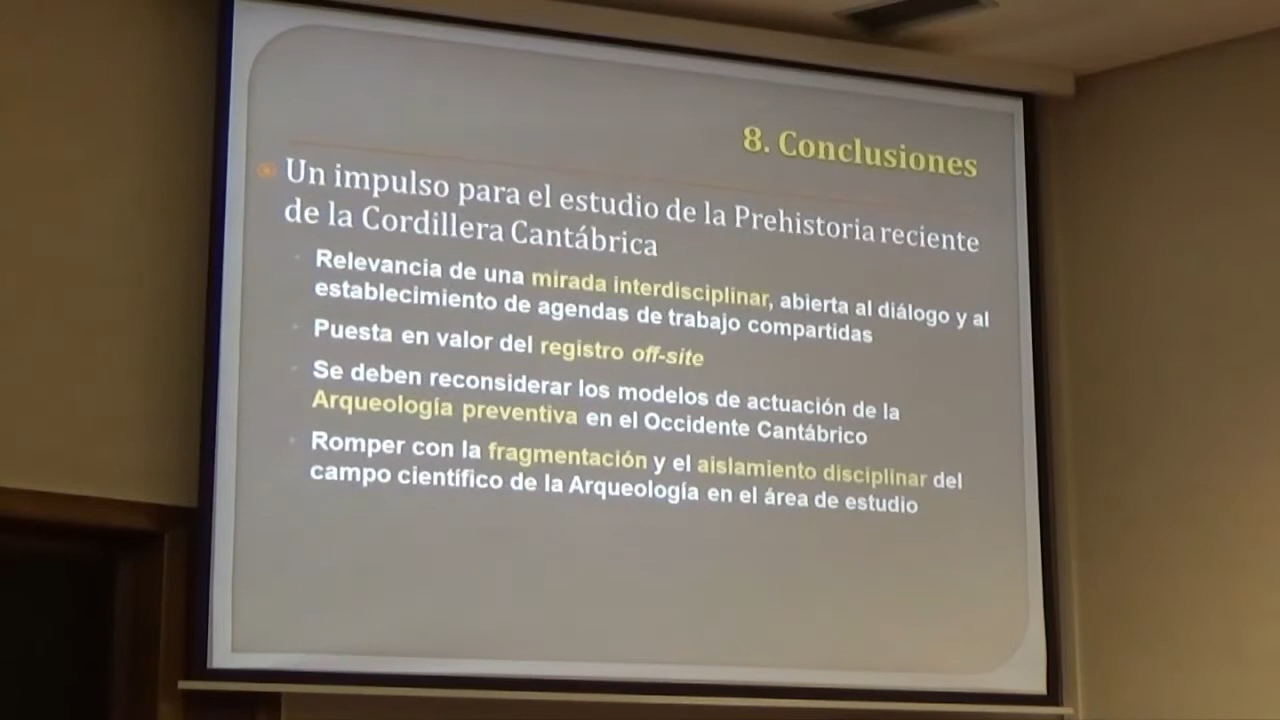 8. Conclusiones
Un impulso para el estudio de la Prehistoria reciente
de la Cordillera Cantábrica
Relevancia de una mirada interdisciplinar, abierta al diálogo y al
establecimiento de agendas de trabajo compartidas
Puesta en valor del registro off-site
Se deben reconsiderar los modelos de actuación de la
Arqueología preventiva en el Occidente Cantábrico
Romper con la fragmentación y el aislamiento disciplinar del
campo científico de la Arqueología en el área de estudio